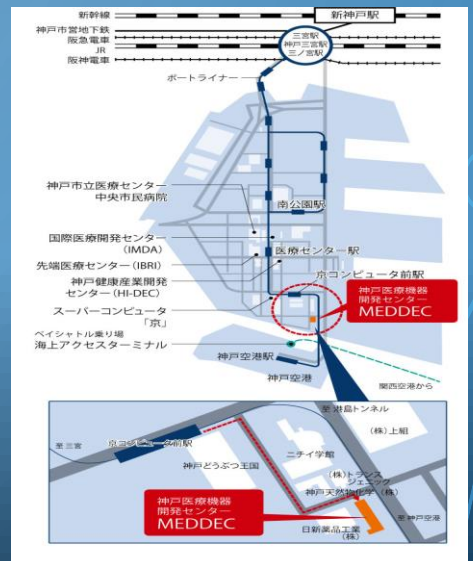 新幹線
新神戸駅
神戸市営地下鉄
阪急電車
JR
阪神電車
三宮駅
神戸三宮駅
三ノ宮駅
ポートライナー
神戸市立医療センター
中央市民病院
南公園駅
国際医療開発センター
(IMDA)
医療センター駅
先端医療センター(IBRI)
京コンピュータ前駅
神戸健康産業開発
センター(HI-DEC)
神戸医療機器
開発センター
MEDDEC
スーパーコンピュータ
「京」
ベイシャトル乗り場
海上アクセスターミナル
神戸空港駅
神戸空港
関西空港から
至 港島トンネル
(株)上組
至 三宮
京コンピュータ前駅
ニチイ学館
神戸どうぶつ王国
(株)トランス
ジェニック
神戸天然物化学(株)
神戸医療機器
開発センター
MEDDEC
日新薬品工業
(株)
至 神戸空港